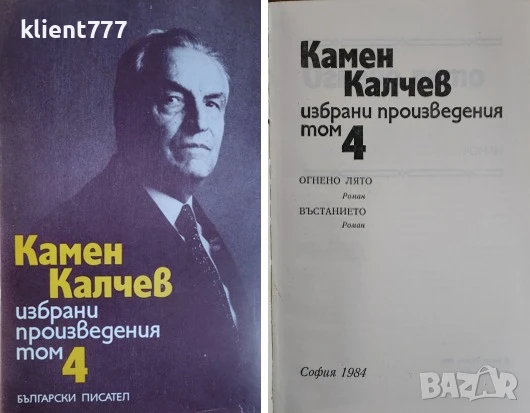 klient777
Камен
Калчев
избрани
произведения
том 4
БЪЛГАРСКИ ПИСАТЕЛ
Камен
Калчев
избрани произведения
том 4
ОГНЕНО ЛЯТО
Роман
ВЪСТАНИЕТО
Роман
София 1984
BAZAR